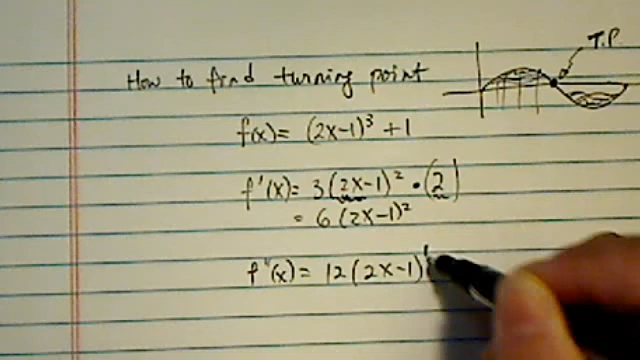 T.P.
How to find turning point
f(x) = (2x-1)³ + 1
f'(x) = 3(2x-1)² • (2)
= 6(2x-1)²
f"(x) = 12(2x-1)¹